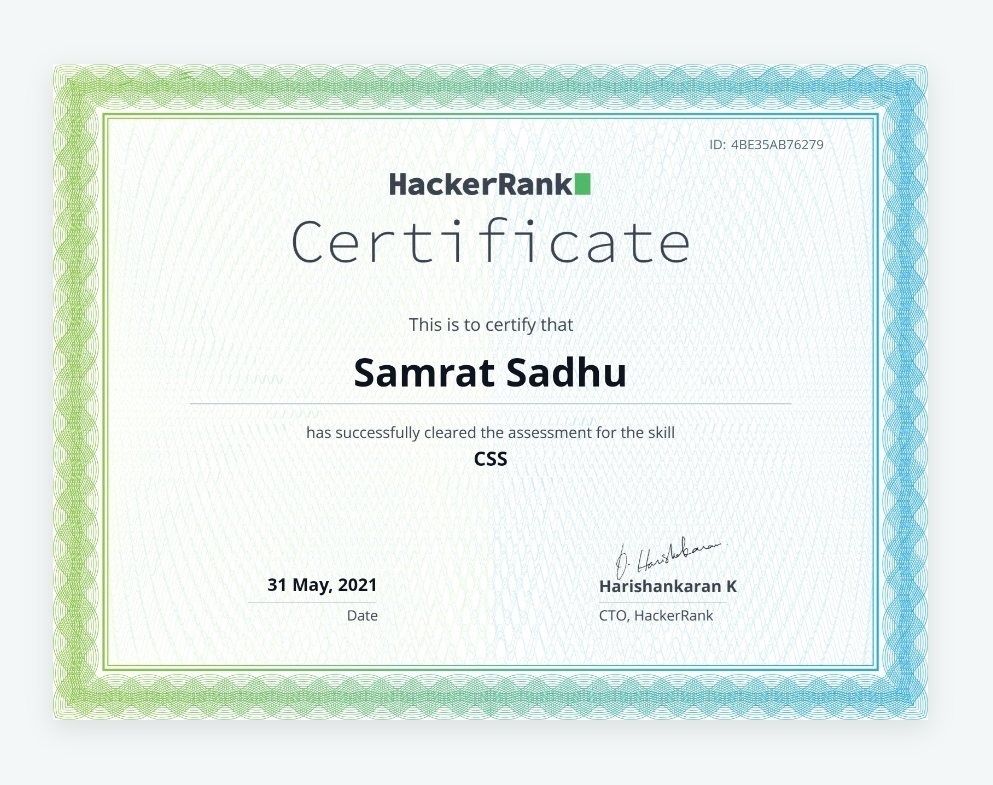 ID: 4BE35AB76279
HackerRank
Certificate
This is to certify that
Samrat Sadhu
has successfully cleared the assessment for the skill
CSS
31 May, 2021
Date
Harishankaran K
CTO, HackerRank